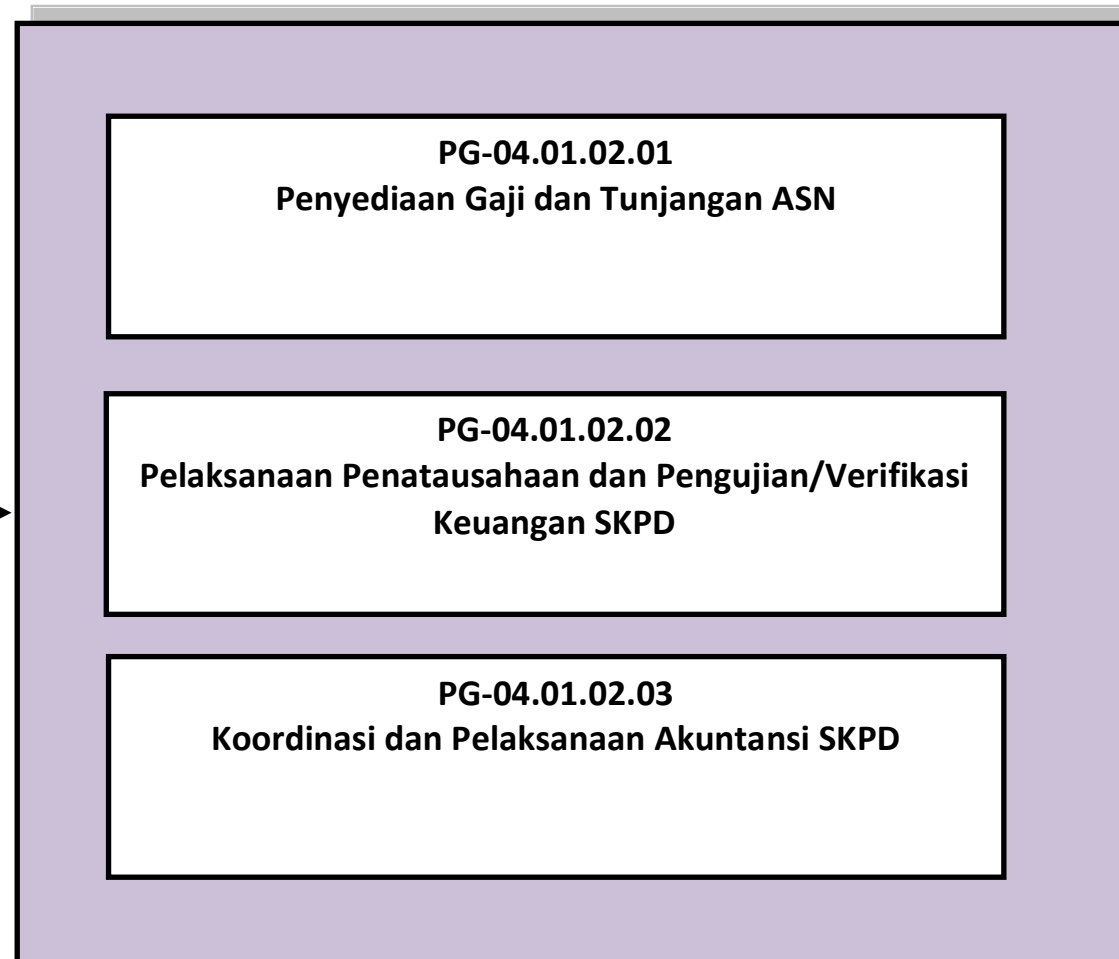 PG-04.01.02.01
Penyediaan Gaji dan Tunjangan ASN
PG-04.01.02.02
Pelaksanaan Penatausahaan dan Pengujian/Verifikasi
Keuangan SKPD
PG-04.01.02.03
Koordinasi dan Pelaksanaan Akuntansi SKPD